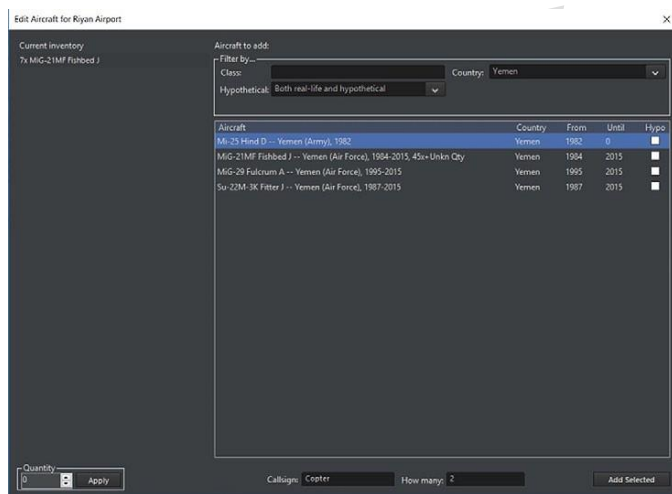 Edit Aircraft for Riyan Airport
Current inventory
7x MiG-21MF Fishbed J
Aircraft to add:
Filter by...
Class: Country: Yemen
Hypothetical: Both real-life and hypothetical
Aircraft Country From Until Hypo
Mi-25 Hind D -- Yemen (Army), 1982 Yemen 1982 0
MiG-21MF Fishbed J -- Yemen (Air Force), 1984-2015, 45x+Unkn Qty Yemen 1984 2015
MiG-29 Fulcrum A -- Yemen (Air Force), 1995-2015 Yemen 1995 2015
Su-22M-3K Fitter J -- Yemen (Air Force), 1987-2015 Yemen 1987 2015
Quantity
0 Apply Callsign: Copter How many: 2 Add Selected